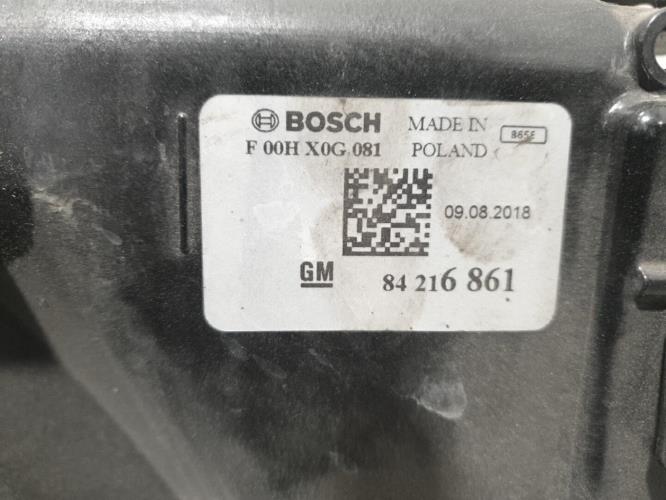 BOSCH MADE IN 865E
F 00H X0G 081 POLAND
09.08.2018
GM 84 216 861